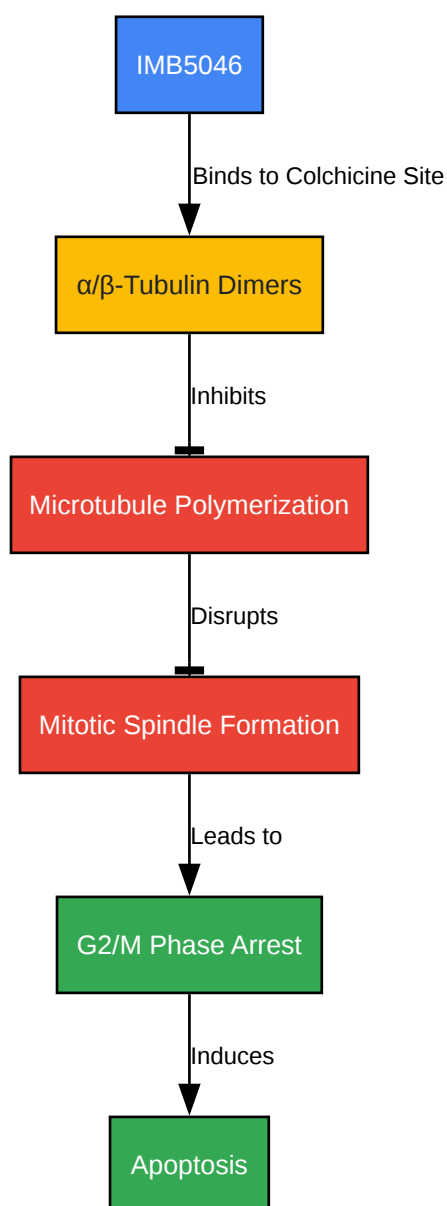 IMB5046
Binds to Colchicine Site
α/β-Tubulin Dimers
Inhibits
Microtubule Polymerization
Disrupts
Mitotic Spindle Formation
Leads to
G2/M Phase Arrest
Induces
Apoptosis